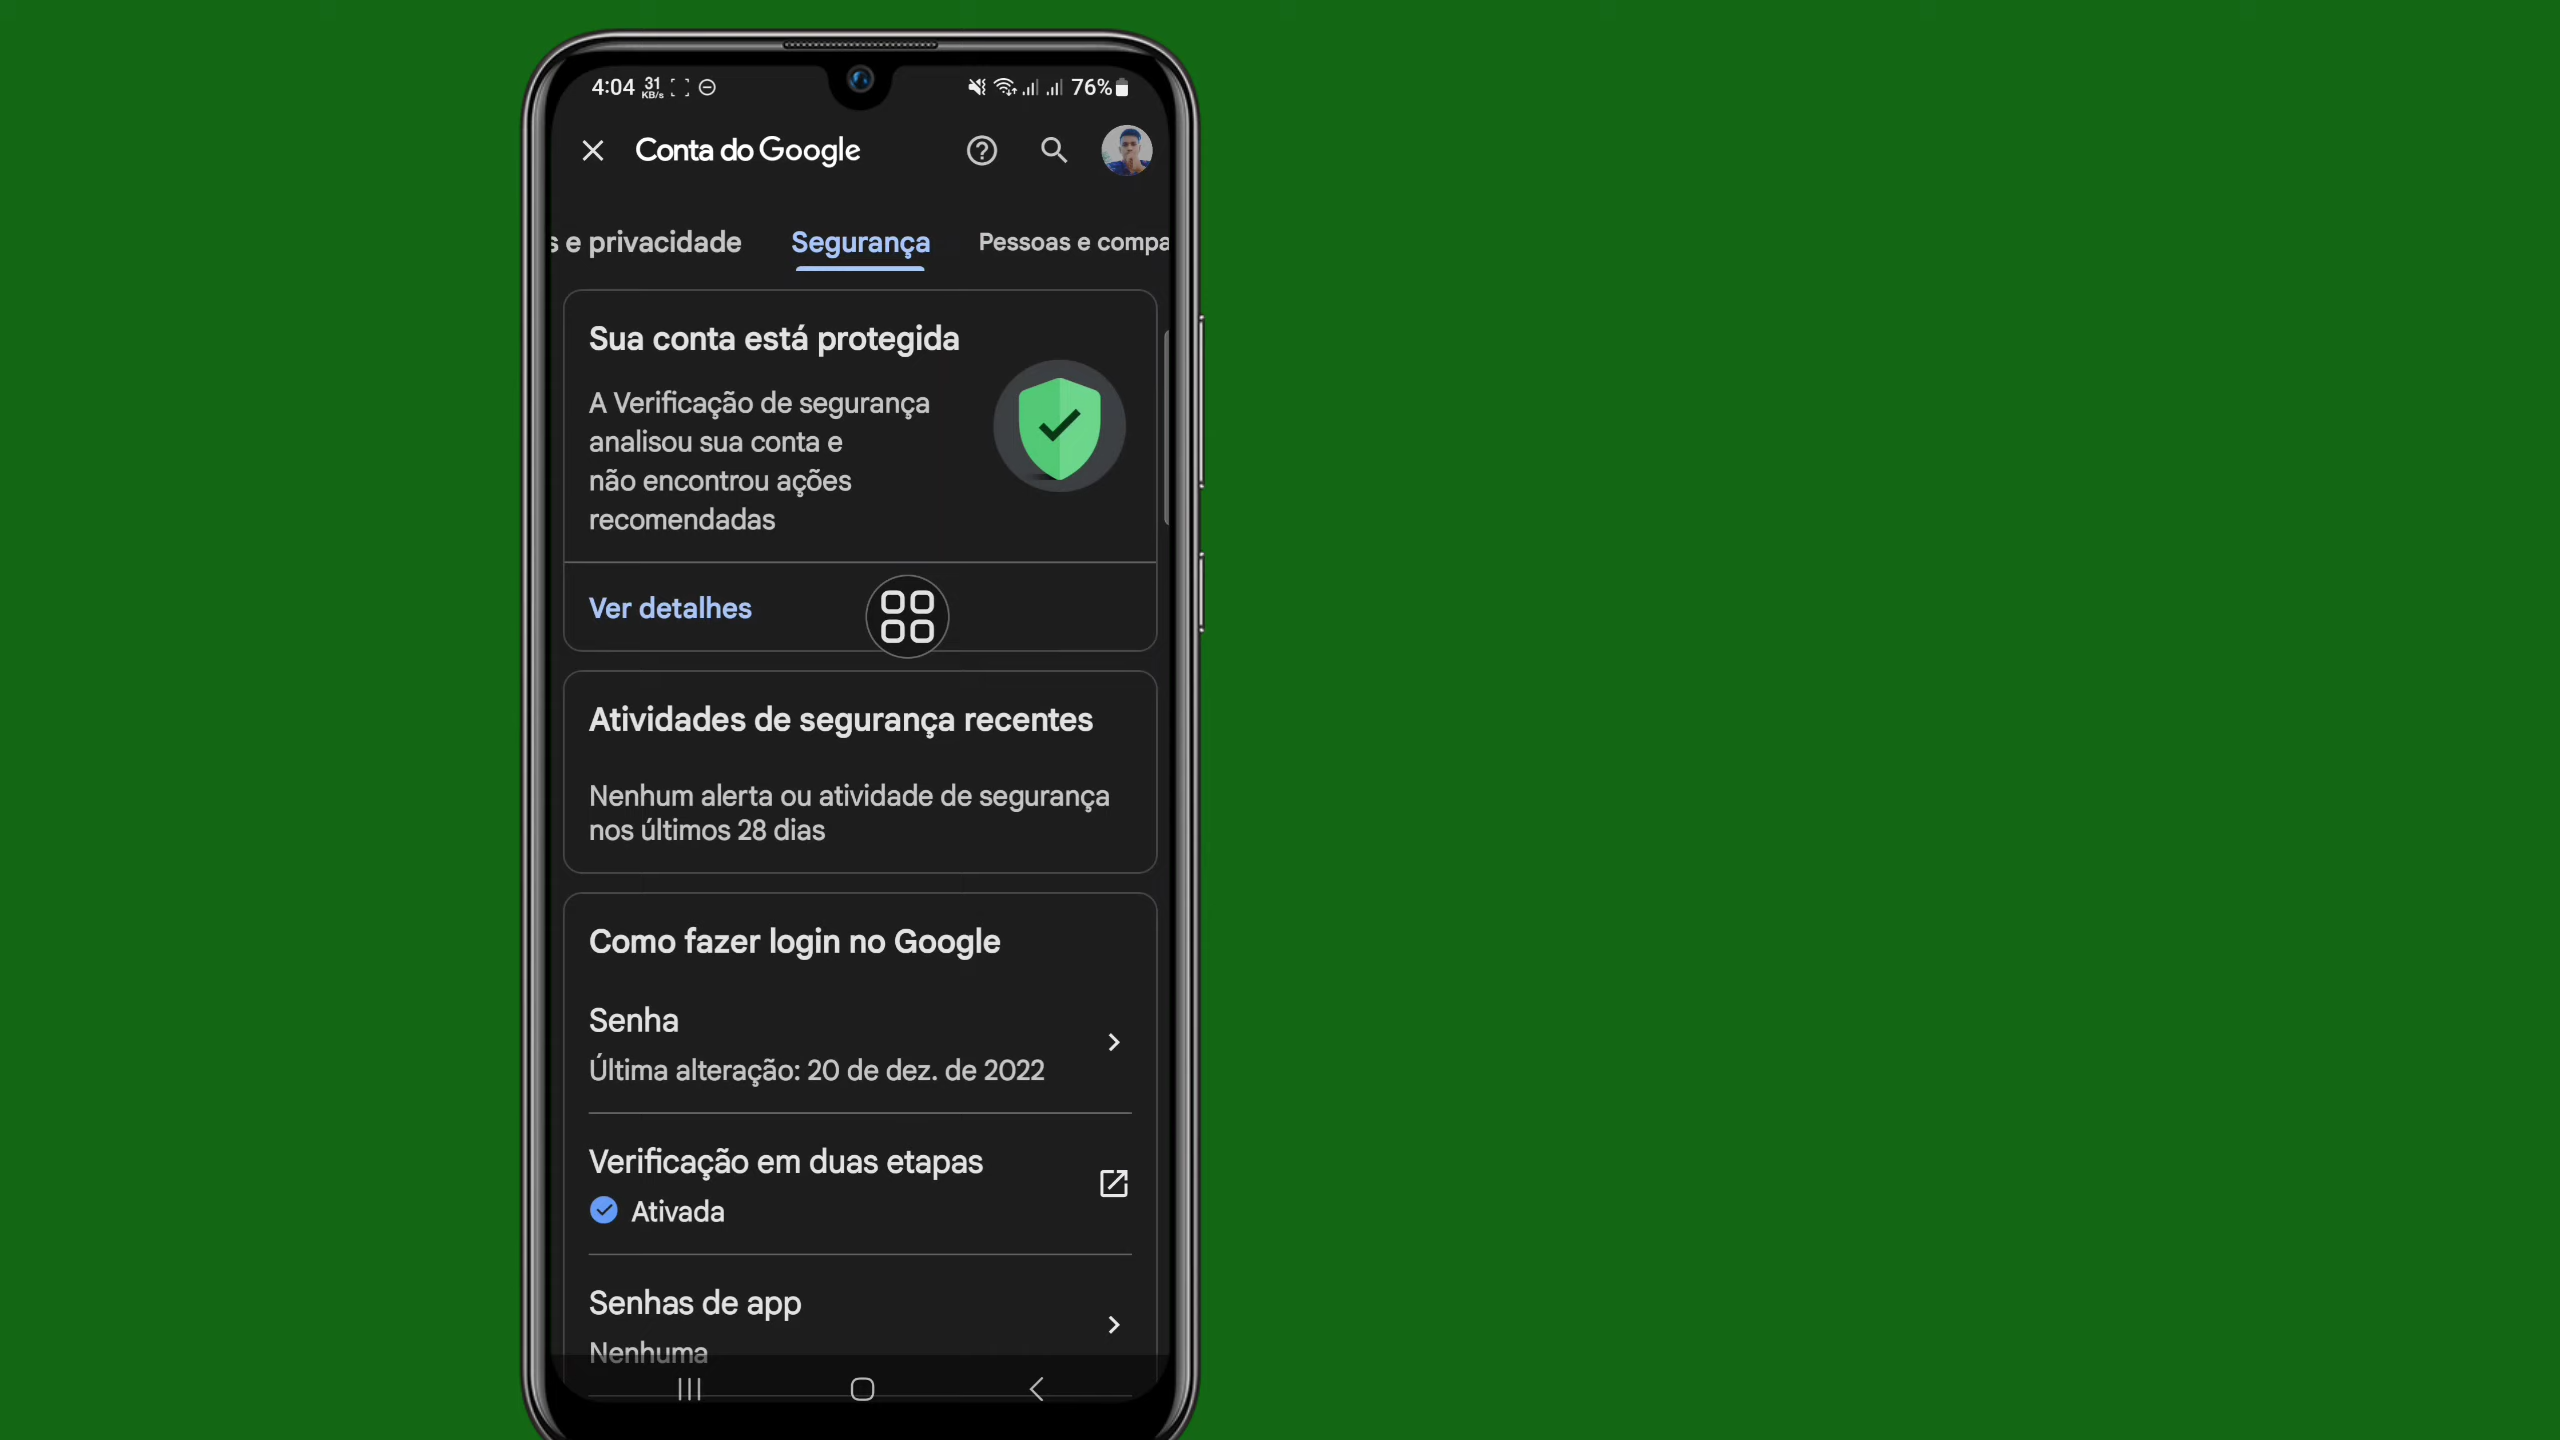 4:04 31 KB/s 76%
Conta do Google
s e privacidade Segurança Pessoas e compa
Sua conta está protegida
A Verificação de segurança
analisou sua conta e
não encontrou ações
recomendadas
Ver detalhes
Atividades de segurança recentes
Nenhum alerta ou atividade de segurança
nos últimos 28 dias
Como fazer login no Google
Senha
Última alteração: 20 de dez. de 2022
Verificação em duas etapas
Ativada
Senhas de app
Nenhuma